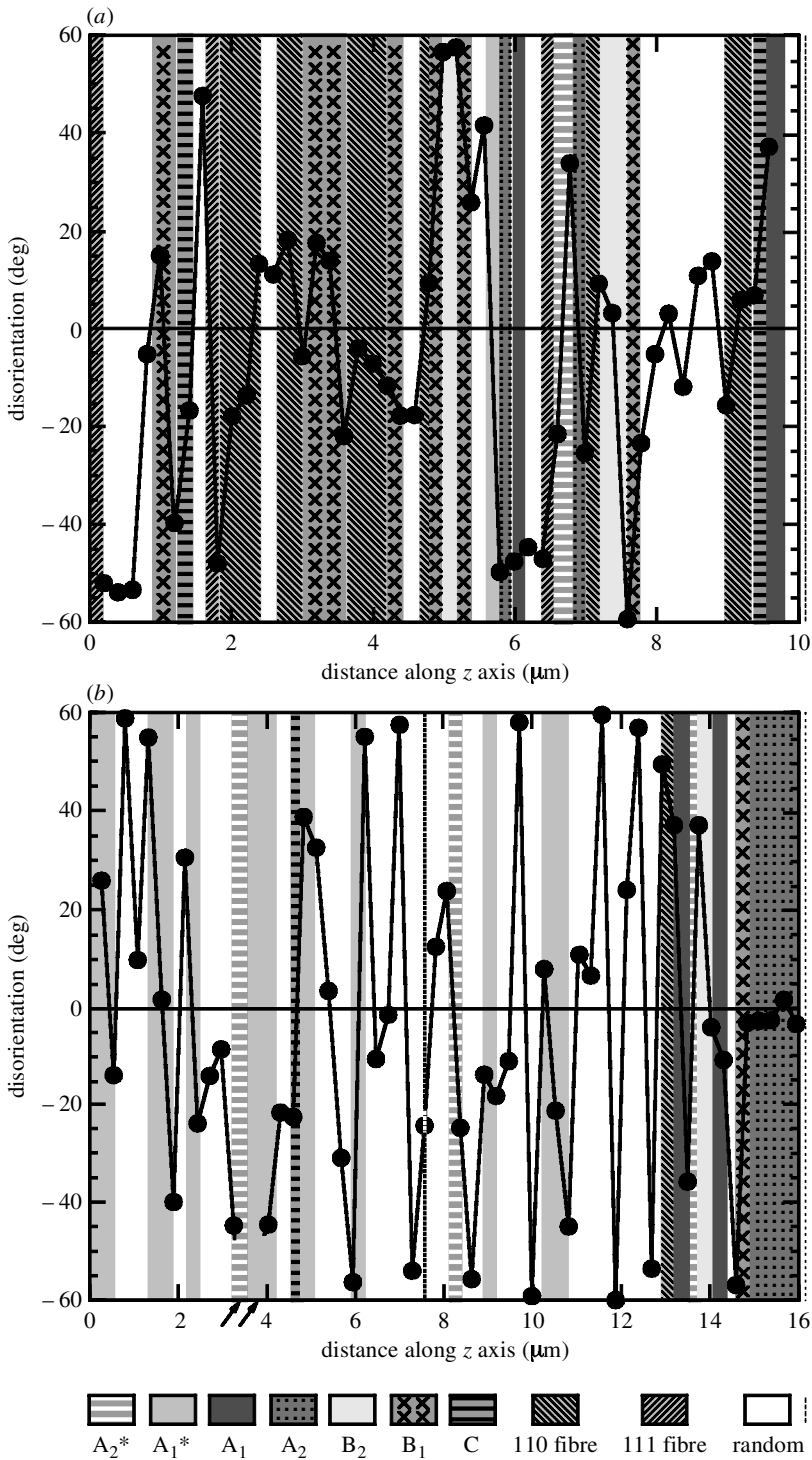 (a)
60
40
20
0
– 20
– 40
– 60
disorientation (deg)
0 2 4 6 8 10
distance along z axis (μm)
(b)
60
40
20
0
– 20
– 40
– 60
disorientation (deg)
0 2 4 6 8 10 12 14 16
distance along z axis (μm)
A₂* A₁* A₁ A₂ B₂ B₁ C 110 fibre 111 fibre random